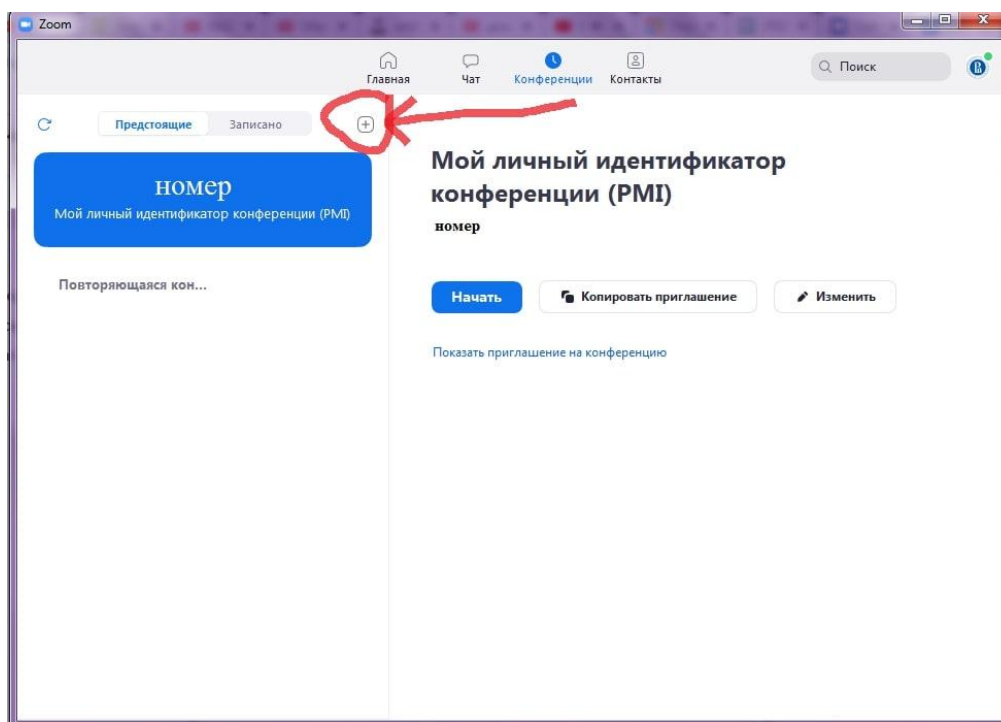 Zoom
Главная
Чат
Конференции
Контакты
Поиск
Предстоящие
Записано
номер
Мой личный идентификатор конференции (PMI)
Повторяющаяся кон...
Мой личный идентификатор
конференции (PMI)
номер
Начать
Копировать приглашение
Изменить
Показать приглашение на конференцию